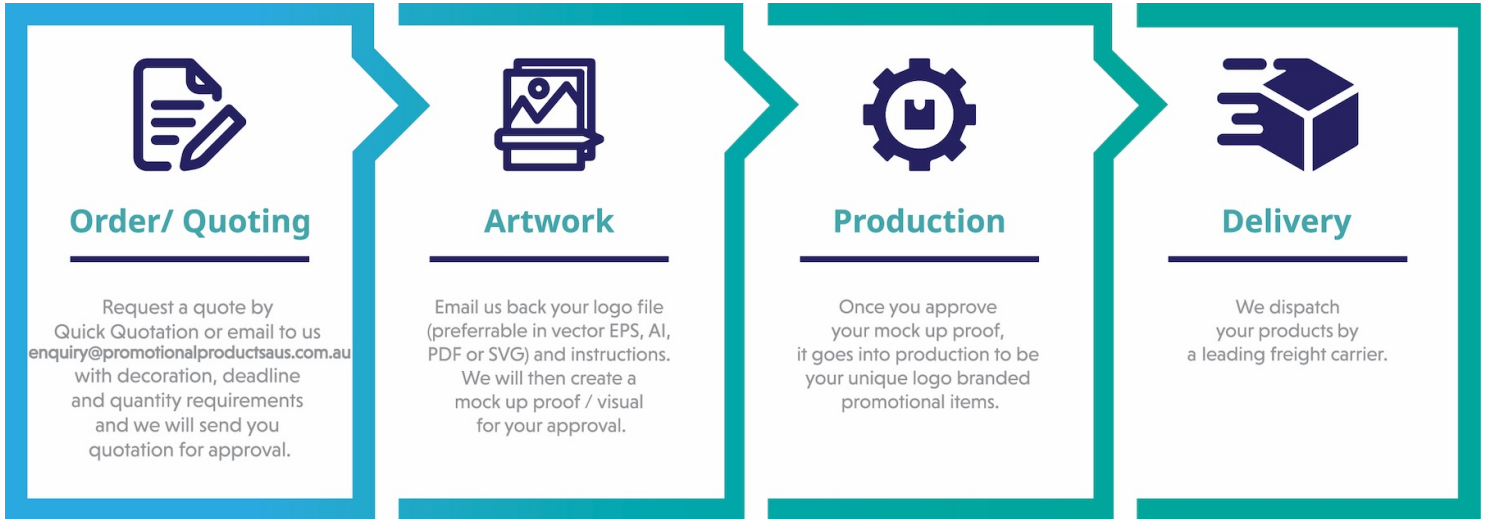 Order/ Quoting
Request a quote by
Quick Quotation or email to us
enquiry@promotionalproductsaus.com.au
with decoration, deadline
and quantity requirements
and we will send you
quotation for approval.
Artwork
Email us back your logo file
(preferrable in vector EPS, AI,
PDF or SVG) and instructions.
We will then create a
mock up proof / visual
for your approval.
Production
Once you approve
your mock up proof,
it goes into production to be
your unique logo branded
promotional items.
Delivery
We dispatch
your products by
a leading freight carrier.